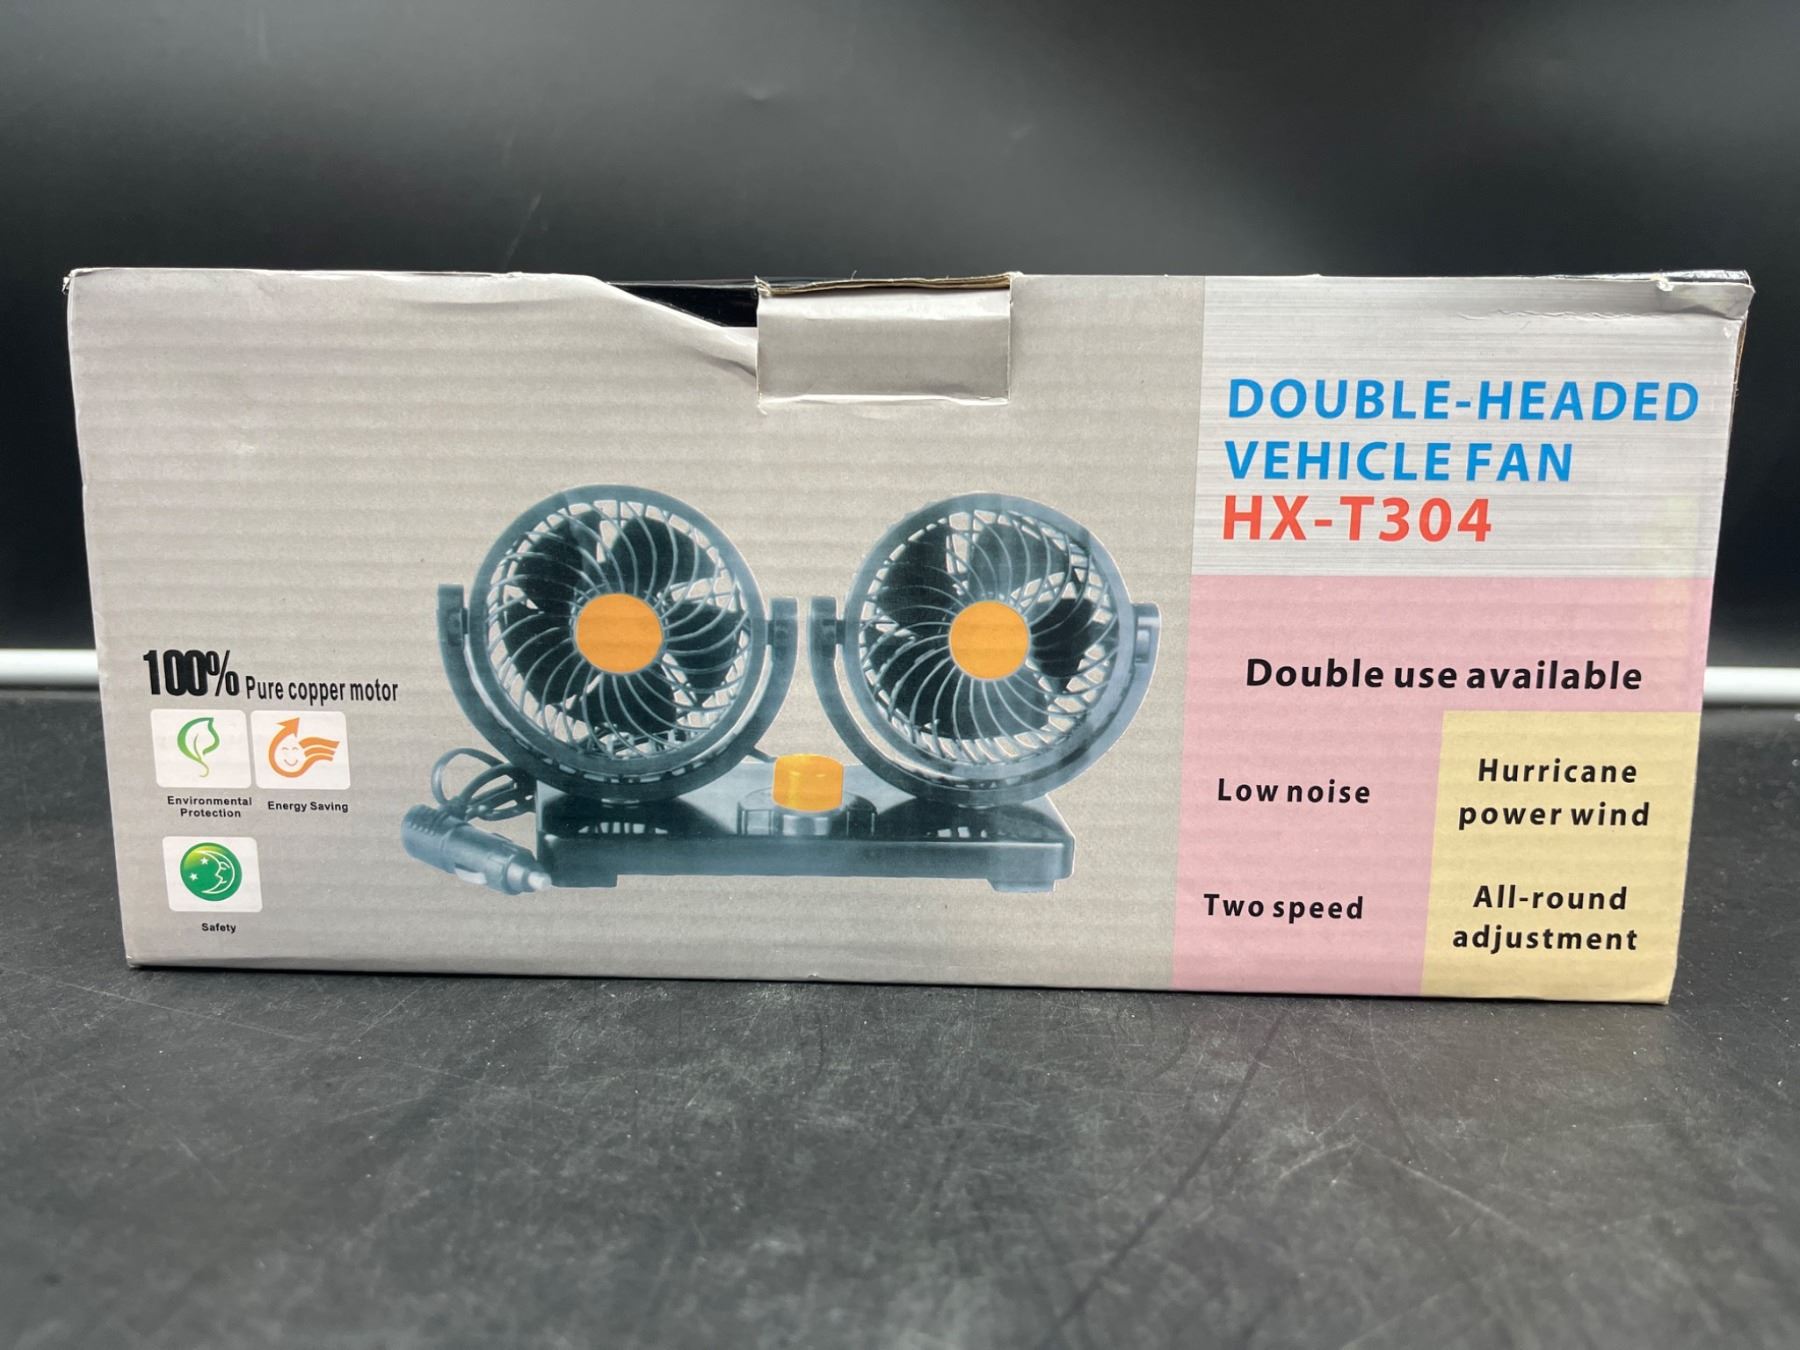 DOUBLE-HEADED
VEHICLE FAN
HX-T304
100% Pure copper motor
Environmental
Protection
Energy Saving
Safety
Double use available
Low noise
Hurricane
power wind
Two speed
All-round
adjustment